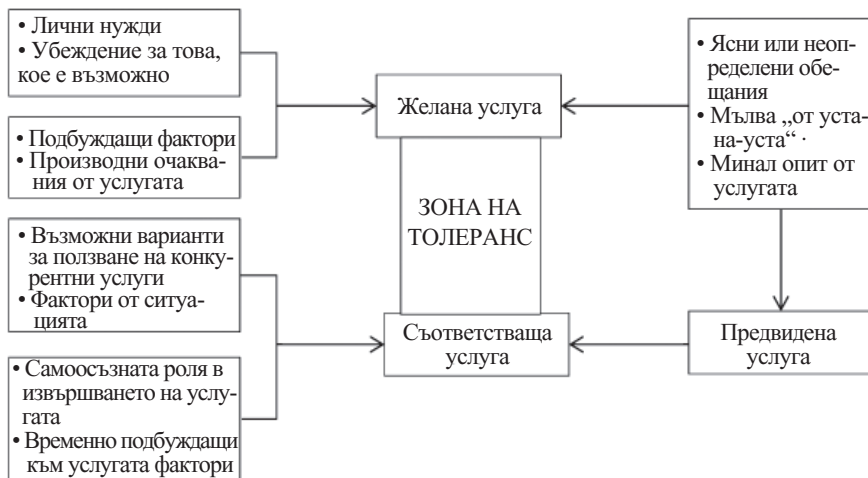 • Лични нужди
• Убеждение за това,
кое е възможно
• Подбуждащи фактори
• Производни очаква-
ния от услугата
• Възможни варианти
за ползване на конку-
рентни услуги
• Фактори от ситуа-
цията
• Самоосъзната роля в
извършването на услу-
гата
• Временно подбуждащи
към услугата фактори
Желана услуга
ЗОНА НА
ТОЛЕРАНС
Съответстваща
услуга
• Ясни или неоп-
ределени обе-
щания
• Мълва „от уста-
на-уста“ ·
• Минал опит от
услугата
Предвидена
услуга